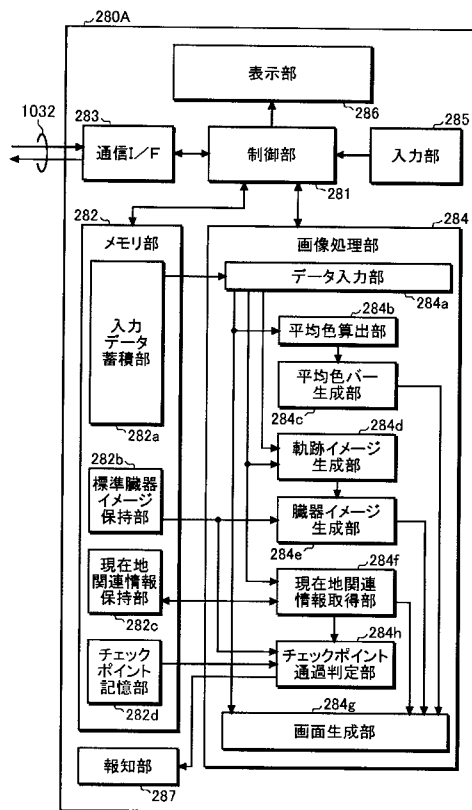 280A
表示部
286
1032
283
通信I/F
制御部
281
285
入力部
282
メモリ部
284
画像処理部
データ入力部
284a
入力
データ
蓄積部
282a
284b
平均色算出部
平均色バー
生成部
284c
284d
軌跡イメージ
生成部
282b
標準臓器
イメージ
保持部
臓器イメージ
生成部
284e
284f
現在地
関連情報
保持部
282c
現在地関連
情報取得部
284h
チェック
ポイント
記憶部
282d
チェックポイント
通過判定部
284g
画面生成部
報知部
287